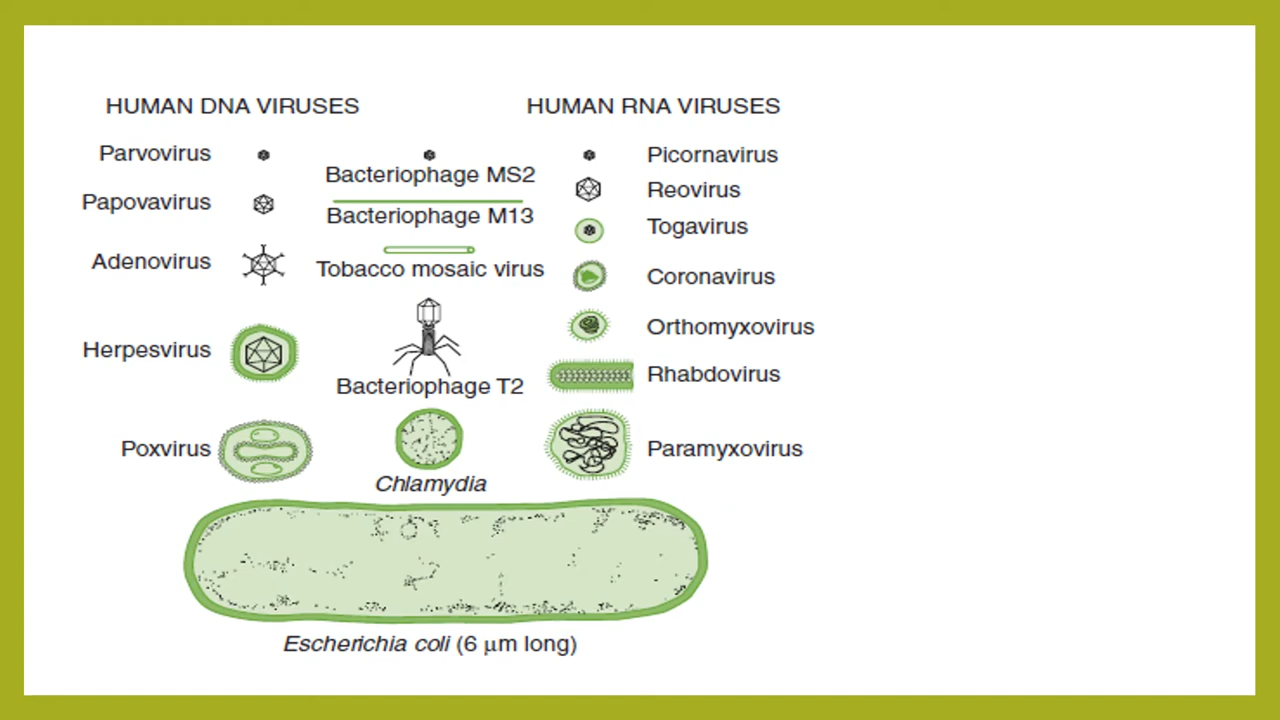 HUMAN DNA VIRUSES
Parvovirus
Papovavirus
Adenovirus
Herpesvirus
Poxvirus
Bacteriophage MS2
Bacteriophage M13
Tobacco mosaic virus
Bacteriophage T2
Chlamydia
HUMAN RNA VIRUSES
Picornavirus
Reovirus
Togavirus
Coronavirus
Orthomyxovirus
Rhabdovirus
Paramyxovirus
Escherichia coli (6 μm long)